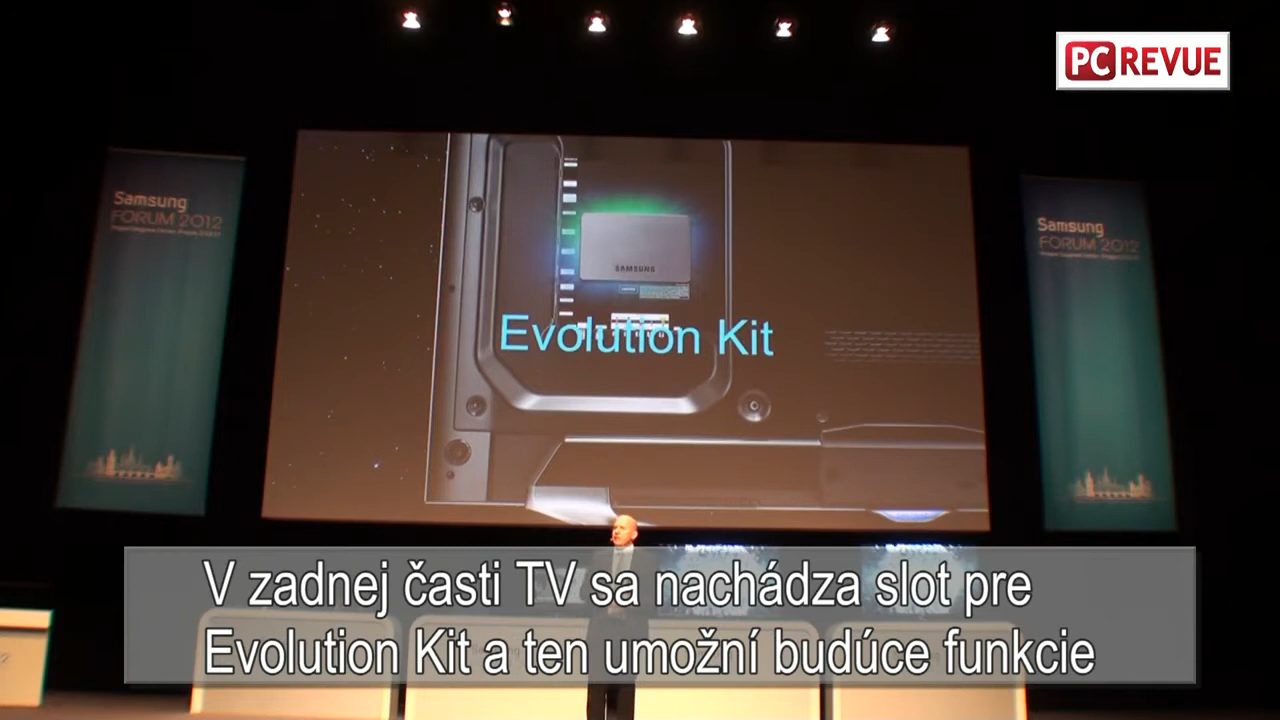 PC REVUE
Samsung
FORUM 2012
SAMSUNG
Evolution Kit
Samsung
FORUM 2012
V zadnej časti TV sa nachádza slot pre
Evolution Kit a ten umožní budúce funkcie